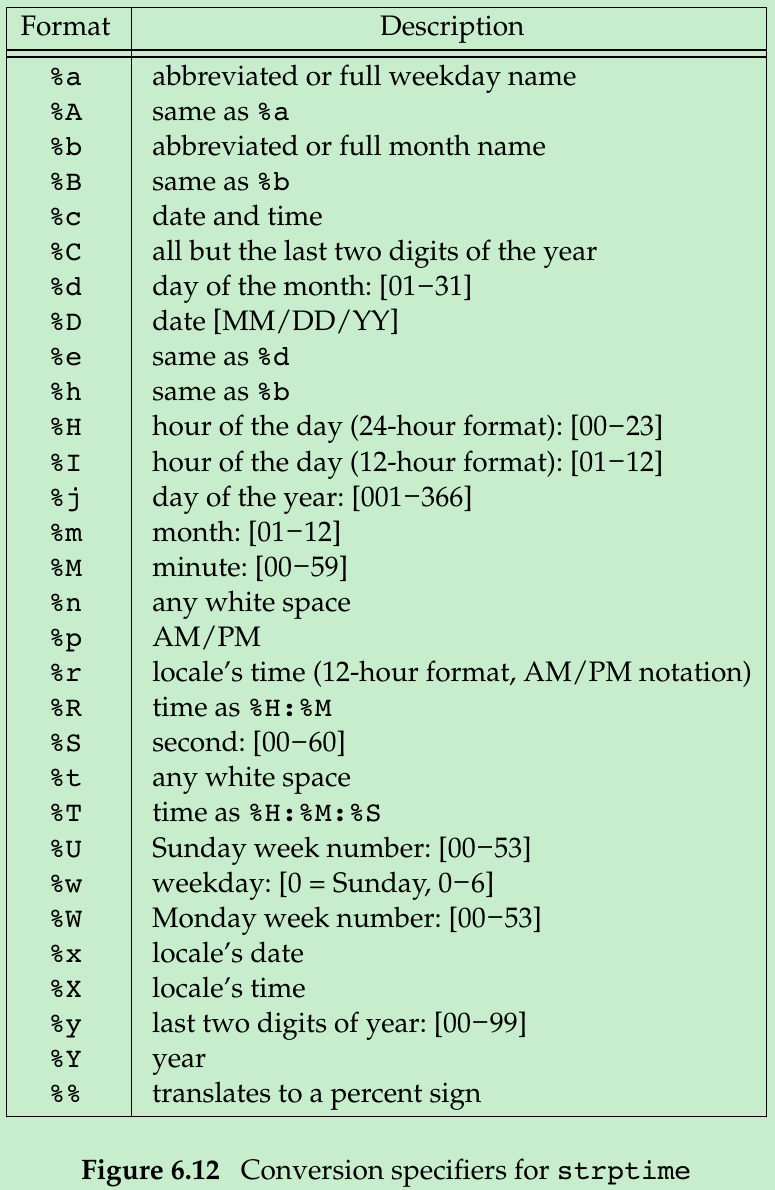 Format Description
%a abbreviated or full weekday name
%A same as %a
%b abbreviated or full month name
%B same as %b
%c date and time
%C all but the last two digits of the year
%d day of the month: [01−31]
%D date [MM/DD/YY]
%e same as %d
%h same as %b
%H hour of the day (24-hour format): [00−23]
%I hour of the day (12-hour format): [01−12]
%j day of the year: [001−366]
%m month: [01−12]
%M minute: [00−59]
%n any white space
%p AM/PM
%r locale’s time (12-hour format, AM/PM notation)
%R time as %H:%M
%S second: [00−60]
%t any white space
%T time as %H:%M:%S
%U Sunday week number: [00−53]
%w weekday: [0 = Sunday, 0−6]
%W Monday week number: [00−53]
%x locale’s date
%X locale’s time
%y last two digits of year: [00−99]
%Y year
%% translates to a percent sign
Figure 6.12 Conversion specifiers for strptime